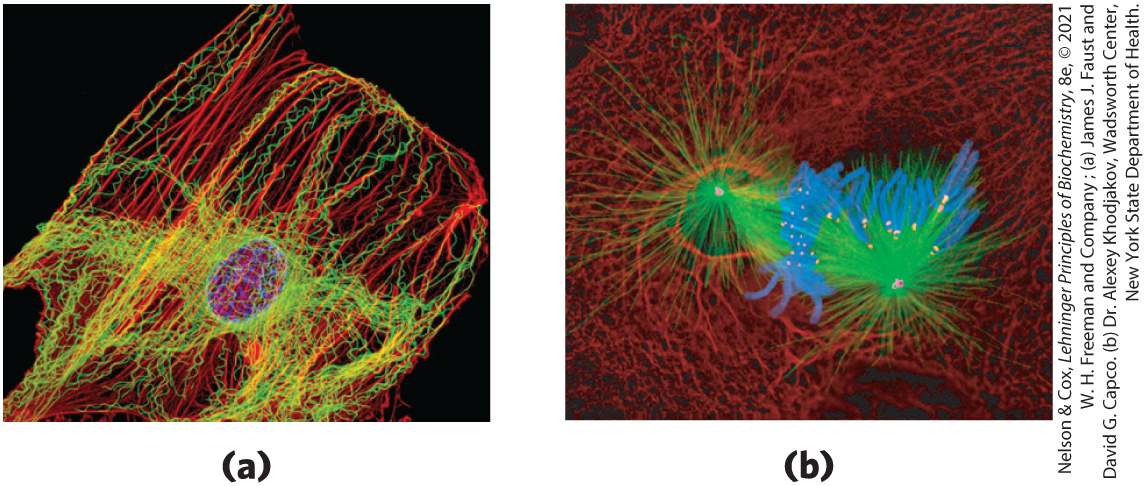 (a)
(b)
Nelson & Cox, Lehninger Principles of Biochemistry, 8e, © 2021
W. H. Freeman and Company ; (a) James J. Faust and
David G. Capco. (b) Dr. Alexey Khodjakov, Wadsworth Center,
New York State Department of Health.